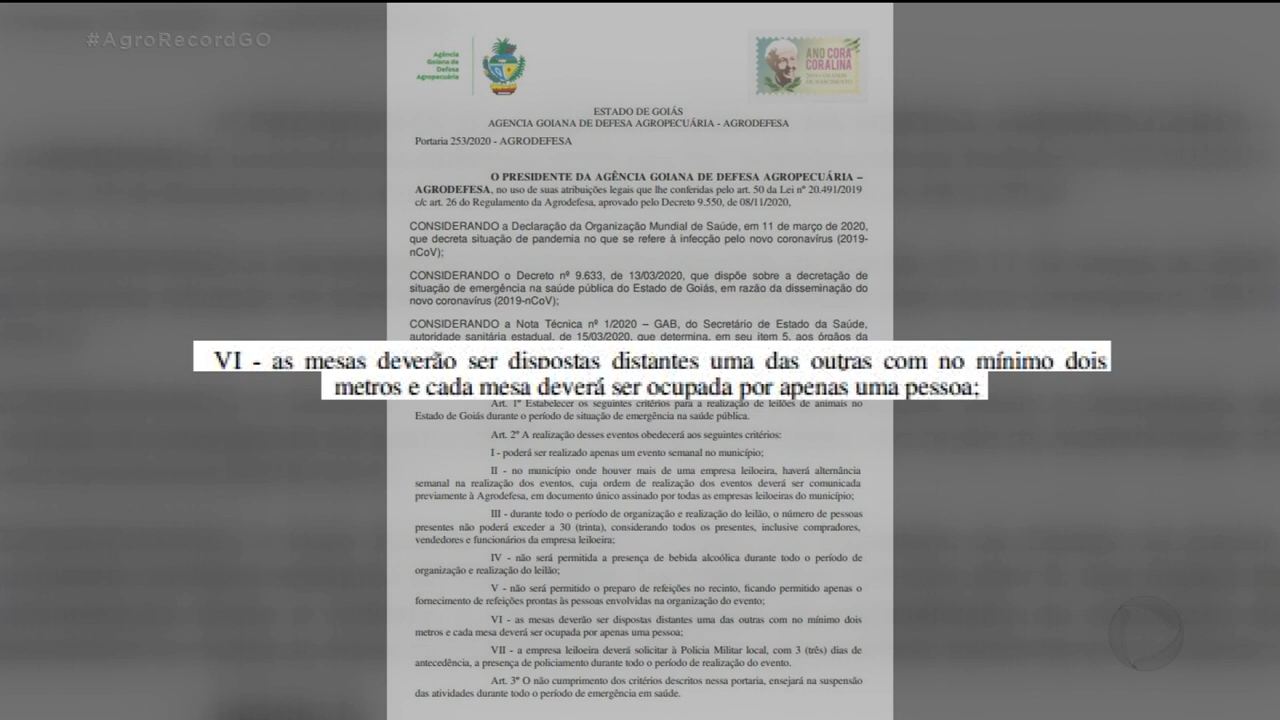 #AgroRecordGO
Agência
Goiana de
Defesa
Agropecuária
ANO CORA
CORALINA
ESTADO DE GOIÁS
AGENCIA GOIANA DE DEFESA AGROPECUÁRIA - AGRODEFESA
Portaria 253/2020 - AGRODEFESA
O PRESIDENTE DA AGÊNCIA GOIANA DE DEFESA AGROPECUÁRIA –
AGRODEFESA, no uso de suas atribuições legais que lhe conferidas pelo art. 50 da Lei nº 20.491/2019
c/c art. 26 do Regulamento da Agrodefesa, aprovado pelo Decreto 9.550, de 08/11/2020,
CONSIDERANDO a Declaração da Organização Mundial de Saúde, em 11 de março de 2020,
que decreta situação de pandemia no que se refere à infecção pelo novo coronavírus (2019-
nCoV);
CONSIDERANDO o Decreto nº 9.633, de 13/03/2020, que dispõe sobre a decretação de
situação de emergência na saúde pública do Estado de Goiás, em razão da disseminação do
novo coronavírus (2019-nCoV);
CONSIDERANDO a Nota Técnica nº 1/2020 – GAB, do Secretário de Estado da Saúde,
autoridade sanitária estadual, de 15/03/2020, que determina, em seu item 5, aos órgãos da
VI - as mesas deverão ser dispostas distantes uma das outras com no mínimo dois
metros e cada mesa deverá ser ocupada por apenas uma pessoa;
Art. 1º Estabelecer os seguintes critérios para a realização de leilões de animais no
Estado de Goiás durante o período de situação de emergência na saúde pública.
Art. 2º A realização desses eventos obedecerá aos seguintes critérios:
I - poderá ser realizado apenas um evento semanal no município;
II - no município onde houver mais de uma empresa leiloeira, haverá alternância
semanal na realização dos eventos, cuja ordem de realização dos eventos deverá ser comunicada
previamente à Agrodefesa, em documento único assinado por todas as empresas leiloeiras do município;
III - durante todo o período de organização e realização do leilão, o número de pessoas
presentes não poderá exceder a 30 (trinta), considerando todos os presentes, inclusive compradores,
vendedores e funcionários da empresa leiloeira;
IV - não será permitida a presença de bebida alcoólica durante todo o período de
organização e realização do leilão;
V - não será permitido o preparo de refeições no recinto, ficando permitido apenas o
fornecimento de refeições prontas às pessoas envolvidas na organização do evento;
VI - as mesas deverão ser dispostas distantes uma das outras com no mínimo dois
metros e cada mesa deverá ser ocupada por apenas uma pessoa;
VII - a empresa leiloeira deverá solicitar à Policia Militar local, com 3 (três) dias de
antecedência, a presença de policiamento durante todo o período de realização do evento.
Art. 3º O não cumprimento dos critérios descritos nessa portaria, ensejará na suspensão
das atividades durante todo o período de emergência em saúde.